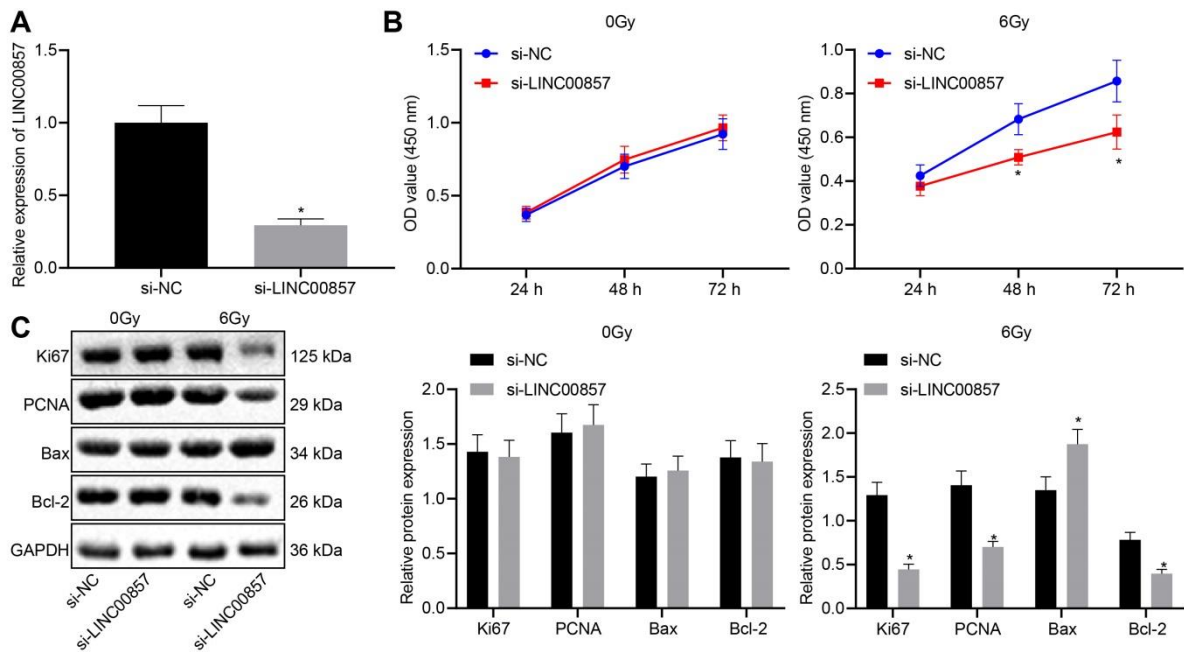 A
Relative expression of LINC00857
1.5
1.0
0.5
0.0
*
si-NC
si-LINC00857
B
0Gy
si-NC
si-LINC00857
OD value (450 nm)
1.5
1.0
0.5
0.0
24 h 48 h 72 h
6Gy
si-NC
si-LINC00857
OD value (450 nm)
1.0
0.8
0.6
0.4
0.2
0.0
*
*
24 h 48 h 72 h
C
0Gy 6Gy
Ki67 125 kDa
PCNA 29 kDa
Bax 34 kDa
Bcl-2 26 kDa
GAPDH 36 kDa
si-NC
si-LINC00857
si-NC
si-LINC00857
0Gy
si-NC
si-LINC00857
Relative protein expression
2.0
1.5
1.0
0.5
0.0
Ki67 PCNA Bax Bcl-2
6Gy
si-NC
si-LINC00857
Relative protein expression
2.5
2.0
1.5
1.0
0.5
0.0
*
*
*
*
Ki67 PCNA Bax Bcl-2